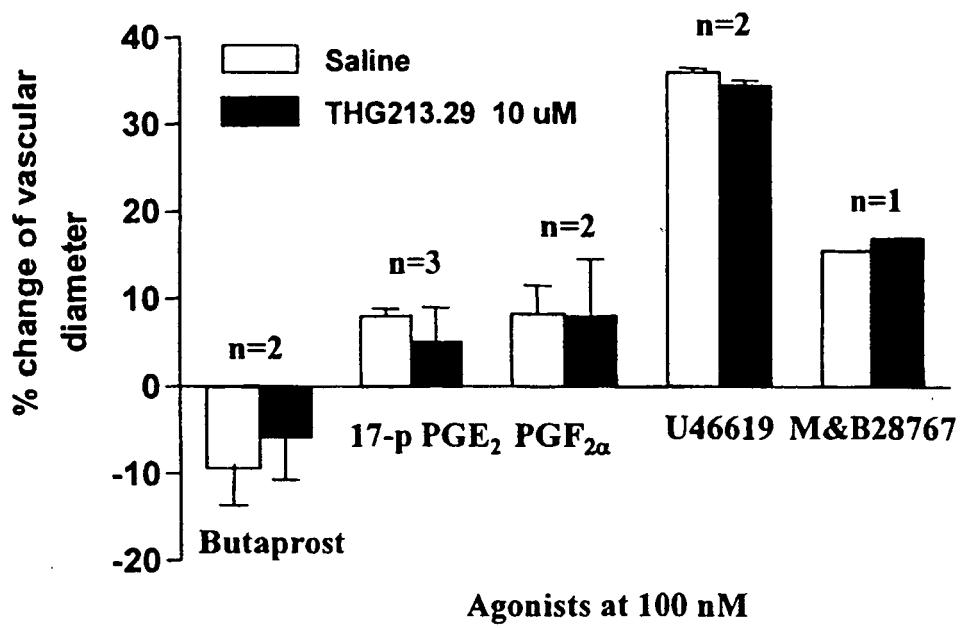 % change of vascular
diameter
40
30
20
10
0
-10
-20
Saline
THG213.29 10 uM
n=2
n=3
n=2
n=2
n=1
Butaprost
17-p PGE₂
PGF₂α
U46619
M&B28767
Agonists at 100 nM